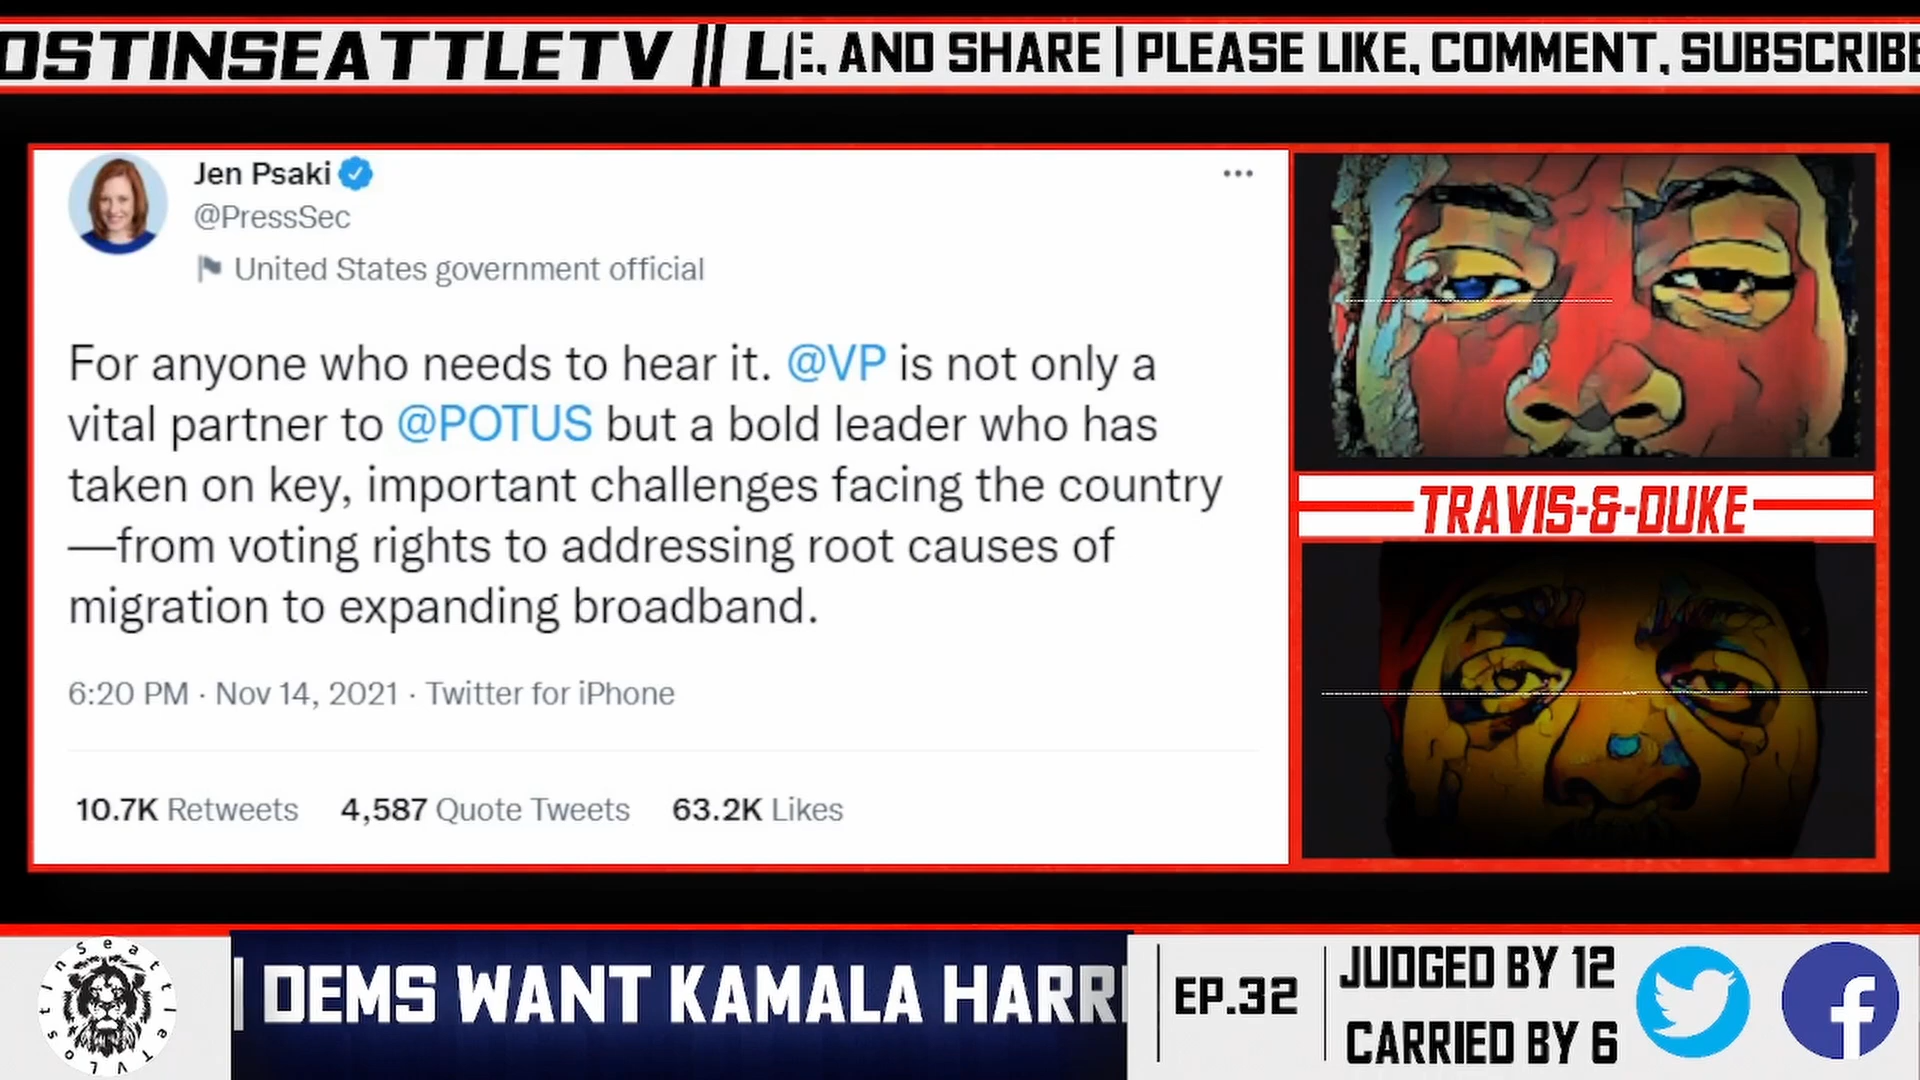 OSTINSEATTLETV || L
E, AND SHARE | PLEASE LIKE, COMMENT, SUBSCRIBE
Jen Psaki
@PressSec
United States government official
For anyone who needs to hear it. @VP is not only a
vital partner to @POTUS but a bold leader who has
taken on key, important challenges facing the country
—from voting rights to addressing root causes of
migration to expanding broadband.
6:20 PM · Nov 14, 2021 · Twitter for iPhone
10.7K Retweets 4,587 Quote Tweets 63.2K Likes
TRAVIS-&-DUKE
LostInSeattleTV
| DEMS WANT KAMALA HARR
EP.32
JUDGED BY 12
CARRIED BY 6